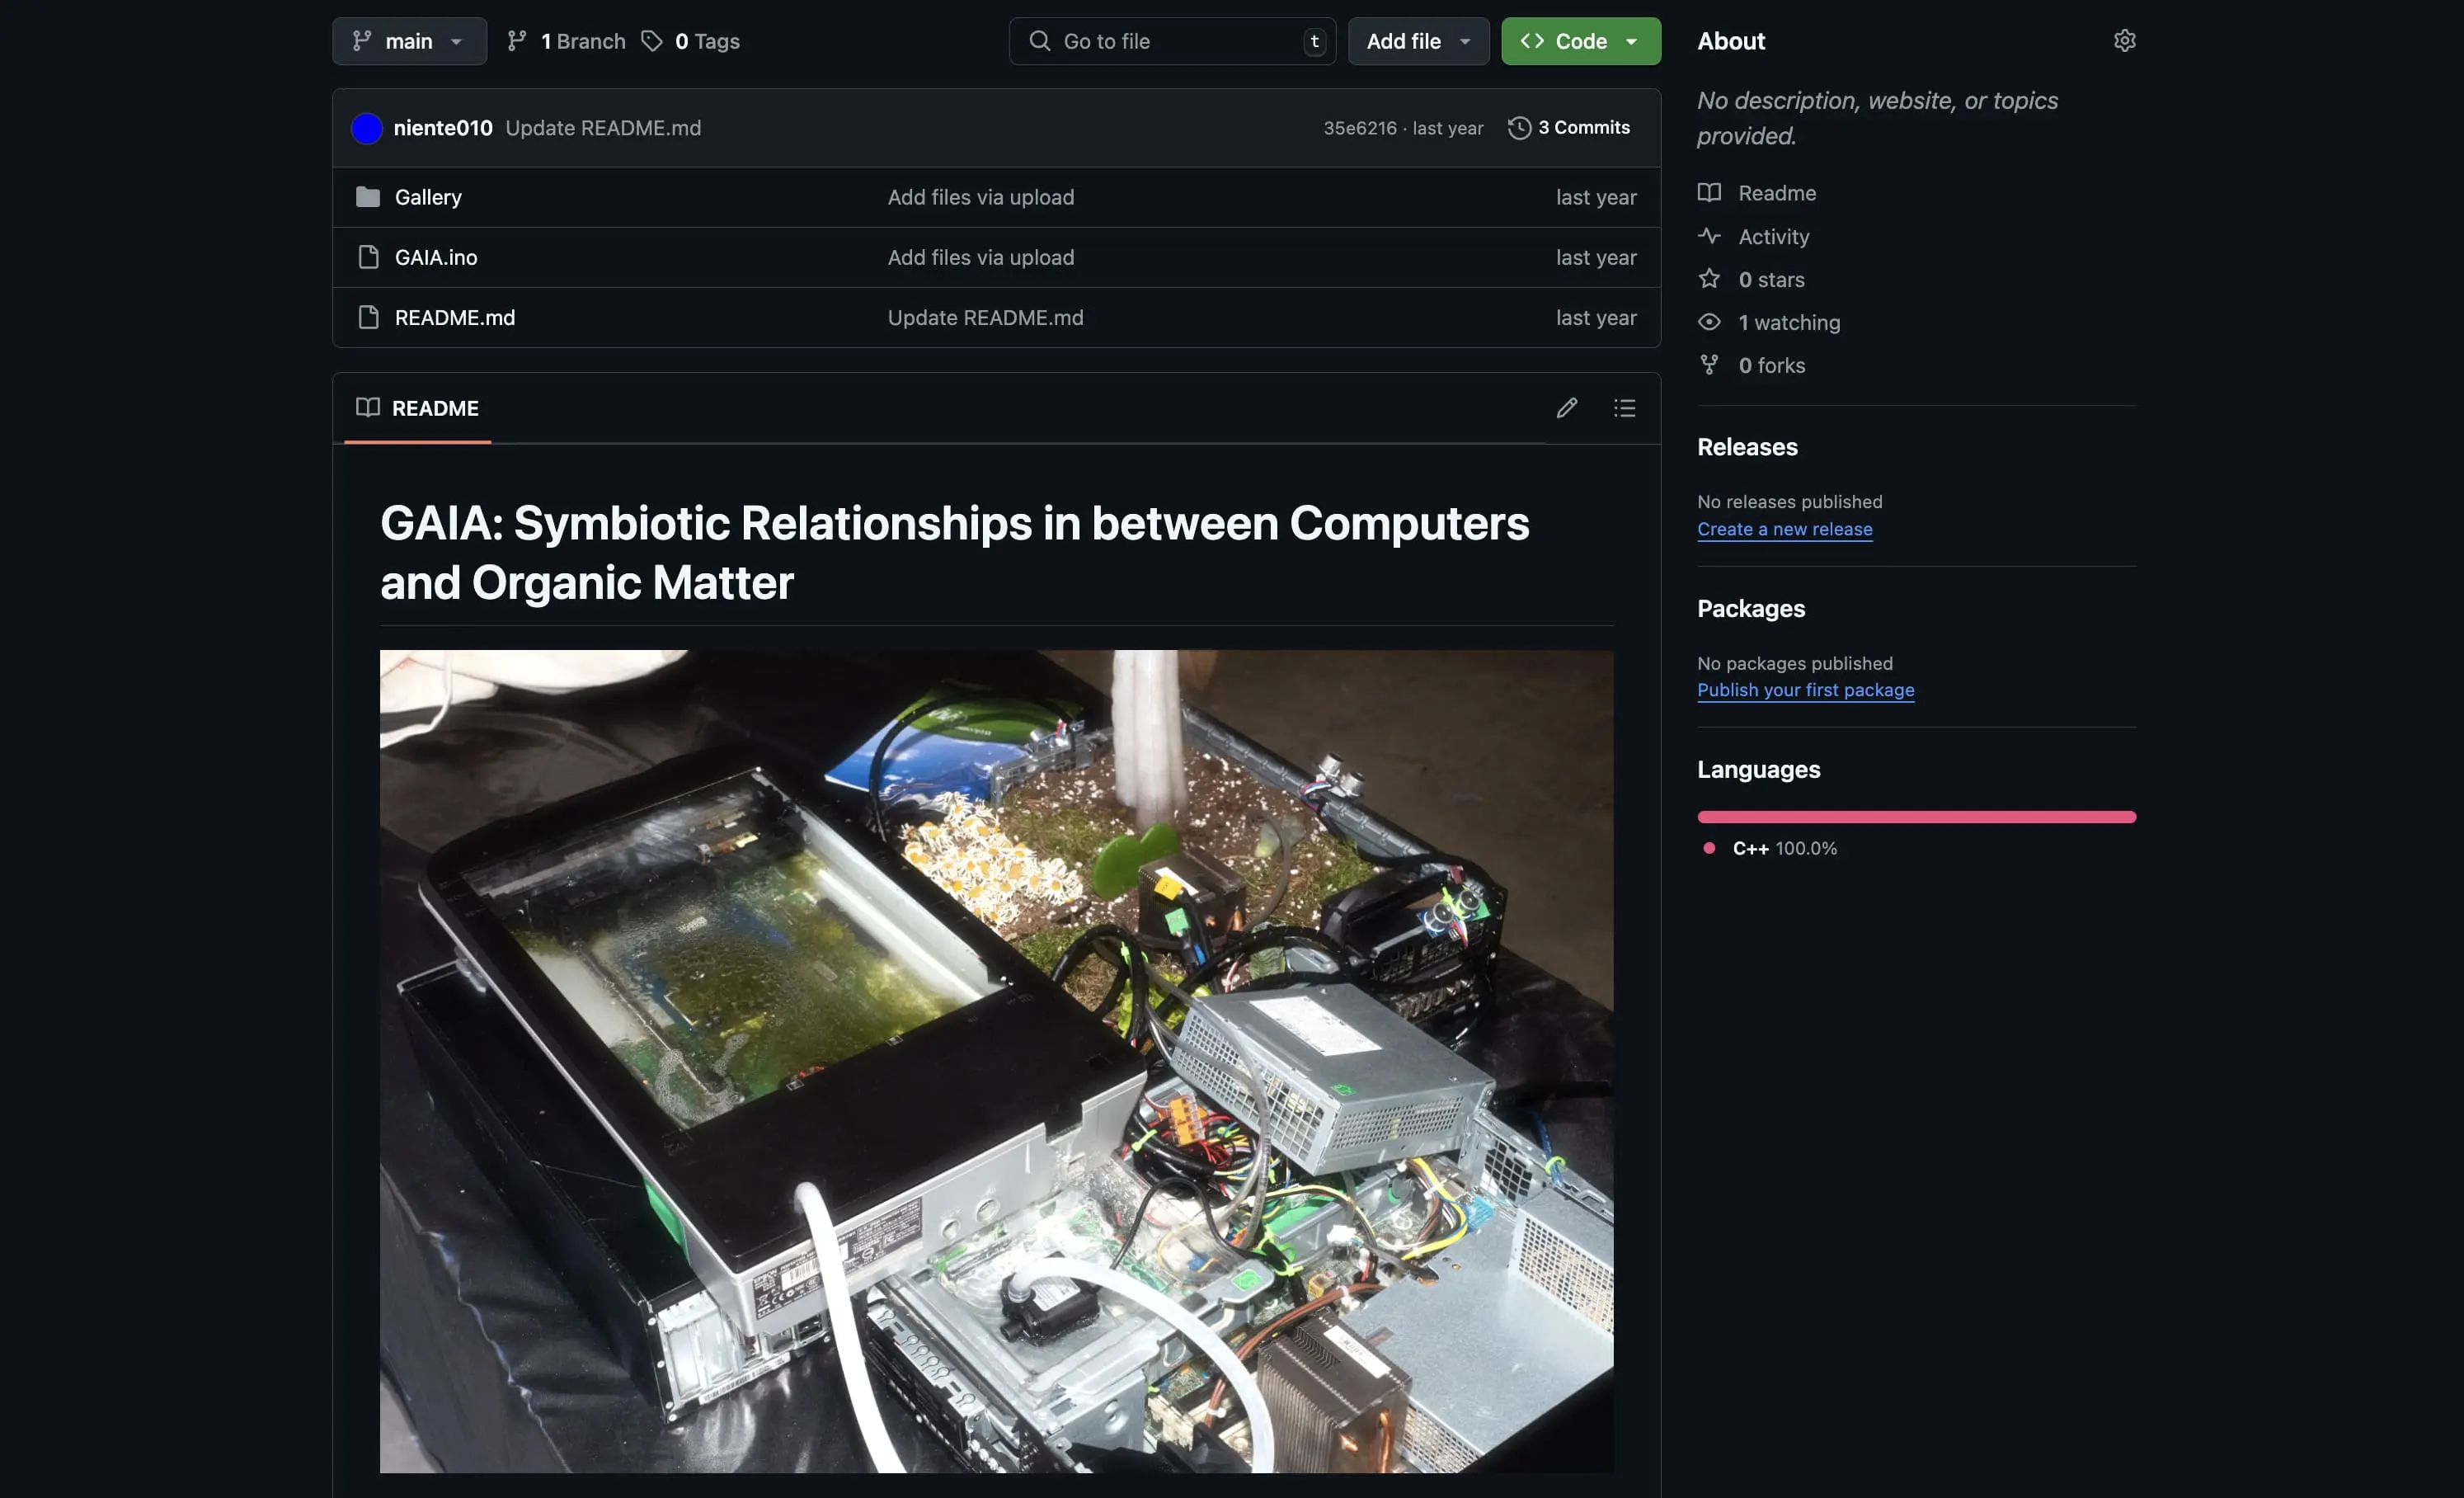 main
1 Branch
0 Tags
Go to file
t
Add file
Code
niente010 Update README.md
35e6216 · last year
3 Commits
Gallery
Add files via upload
last year
GAIA.ino
Add files via upload
last year
README.md
Update README.md
last year
README
GAIA: Symbiotic Relationships in between Computers
and Organic Matter
About
No description, website, or topics
provided.
Readme
Activity
0 stars
1 watching
0 forks
Releases
No releases published
Create a new release
Packages
No packages published
Publish your first package
Languages
C++ 100.0%